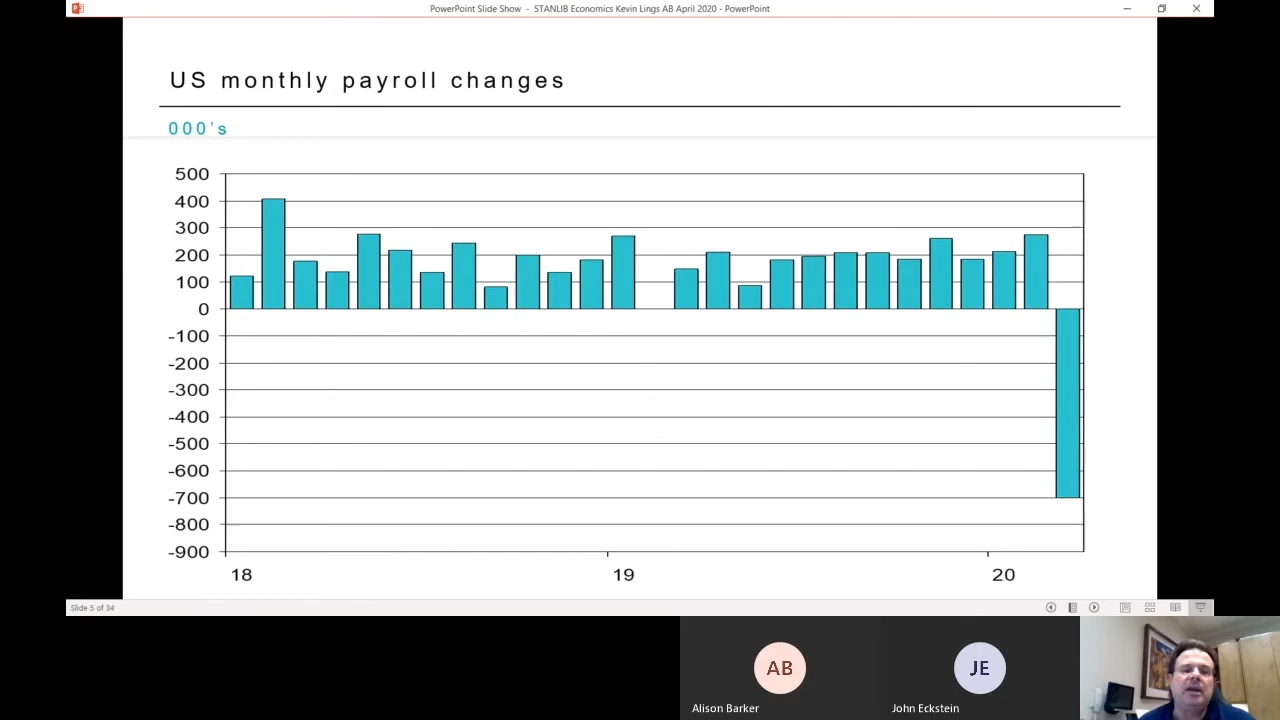 PowerPoint Slide Show - STANLIB Economics Kevin Lings AB April 2020 - PowerPoint
US monthly payroll changes
000's
500
400
300
200
100
0
-100
-200
-300
-400
-500
-600
-700
-800
-900
18 19 20
Slide 5 of 34
AB JE
Alison Barker John Eckstein